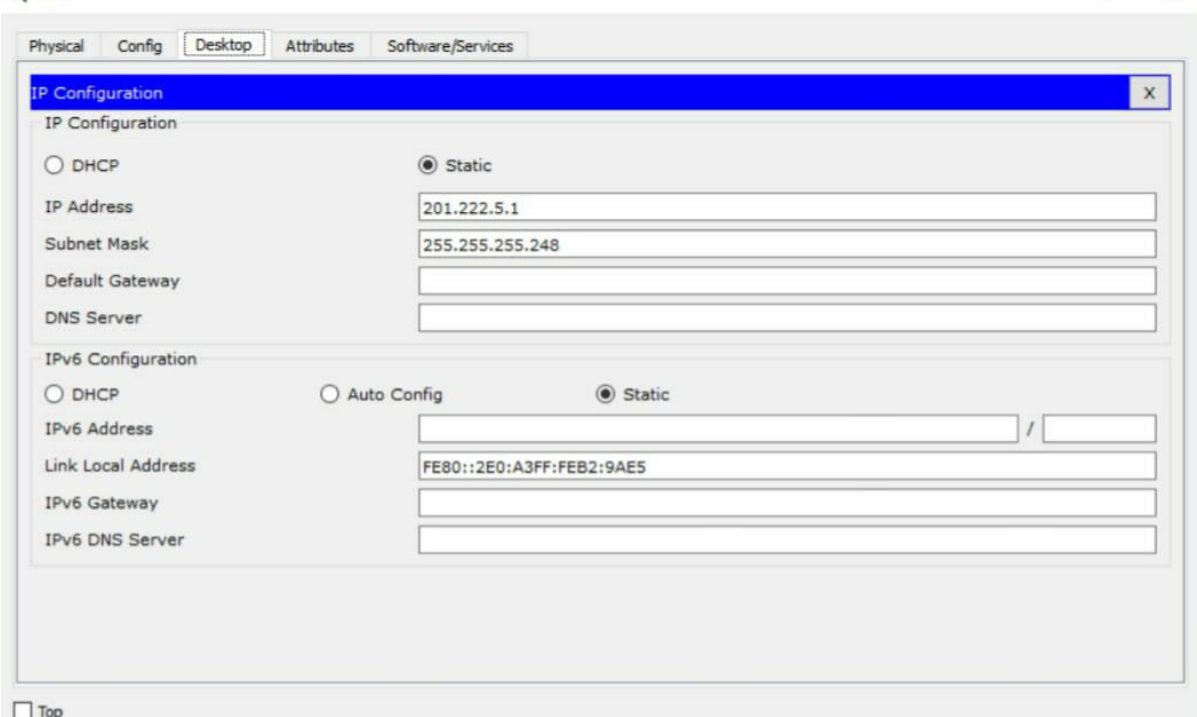 Physical Config Desktop Attributes Software/Services
IP Configuration X
IP Configuration
DHCP Static
IP Address 201.222.5.1
Subnet Mask 255.255.255.248
Default Gateway
DNS Server
IPv6 Configuration
DHCP Auto Config Static
IPv6 Address /
Link Local Address FE80::2E0:A3FF:FEB2:9AE5
IPv6 Gateway
IPv6 DNS Server
Top